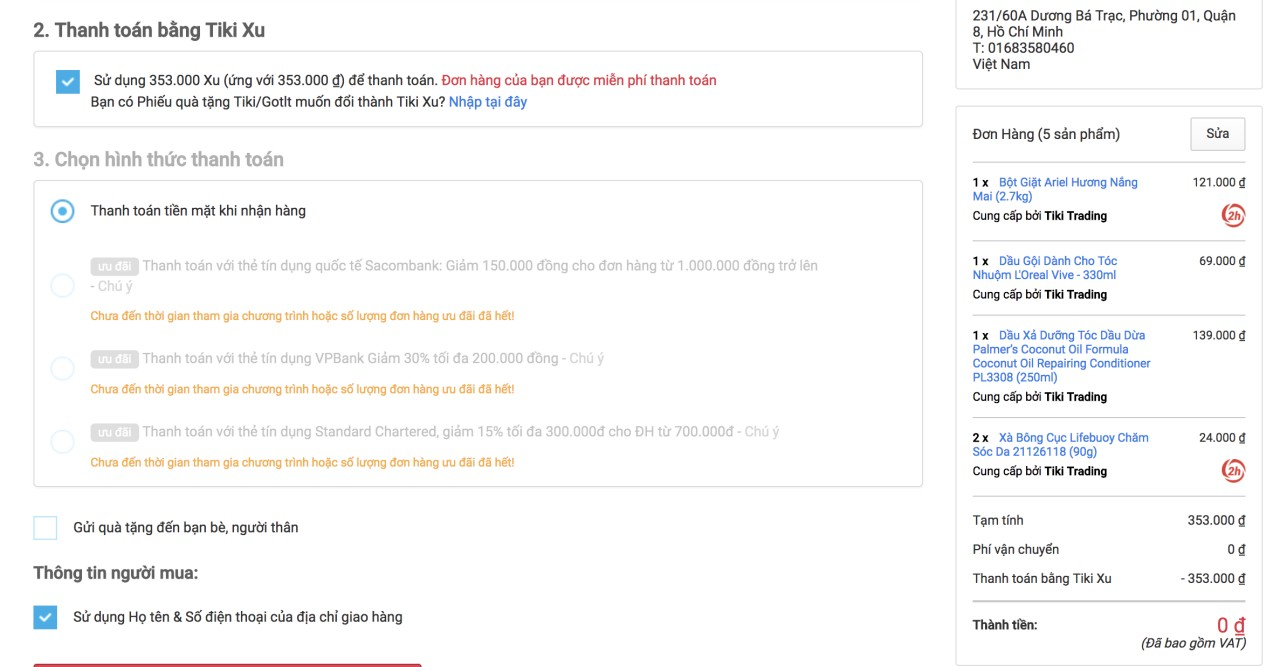 2. Thanh toán bằng Tiki Xu
Sử dụng 353.000 Xu (ứng với 353.000 ₫) để thanh toán. Đơn hàng của bạn được miễn phí thanh toán
Bạn có Phiếu quà tặng Tiki/GotIt muốn đổi thành Tiki Xu? Nhập tại đây
3. Chọn hình thức thanh toán
Thanh toán tiền mặt khi nhận hàng
ưu đãi Thanh toán với thẻ tín dụng quốc tế Sacombank: Giảm 150.000 đồng cho đơn hàng từ 1.000.000 đồng trở lên
- Chú ý
Chưa đến thời gian tham gia chương trình hoặc số lượng đơn hàng ưu đãi đã hết!
ưu đãi Thanh toán với thẻ tín dụng VPBank Giảm 30% tối đa 200.000 đồng - Chú ý
Chưa đến thời gian tham gia chương trình hoặc số lượng đơn hàng ưu đãi đã hết!
ưu đãi Thanh toán với thẻ tín dụng Standard Chartered, giảm 15% tối đa 300.000đ cho ĐH từ 700.000đ - Chú ý
Chưa đến thời gian tham gia chương trình hoặc số lượng đơn hàng ưu đãi đã hết!
Gửi quà tặng đến bạn bè, người thân
Thông tin người mua:
Sử dụng Họ tên & Số điện thoại của địa chỉ giao hàng
231/60A Dương Bá Trạc, Phường 01, Quận
8, Hồ Chí Minh
T: 01683580460
Việt Nam
Đơn Hàng (5 sản phẩm) Sửa
1 x Bột Giặt Ariel Hương Nắng 121.000 ₫
Mai (2.7kg)
Cung cấp bởi Tiki Trading 2h
1 x Dầu Gội Dành Cho Tóc 69.000 ₫
Nhuộm L'Oreal Vive - 330ml
Cung cấp bởi Tiki Trading
1 x Dầu Xả Dưỡng Tóc Dầu Dừa 139.000 ₫
Palmer's Coconut Oil Formula
Coconut Oil Repairing Conditioner
PL3308 (250ml)
Cung cấp bởi Tiki Trading
2 x Xà Bông Cục Lifebuoy Chăm 24.000 ₫
Sóc Da 21126118 (90g)
Cung cấp bởi Tiki Trading 2h
Tạm tính 353.000 ₫
Phí vận chuyển 0 ₫
Thanh toán bằng Tiki Xu - 353.000 ₫
Thành tiền: 0 ₫
(Đã bao gồm VAT)